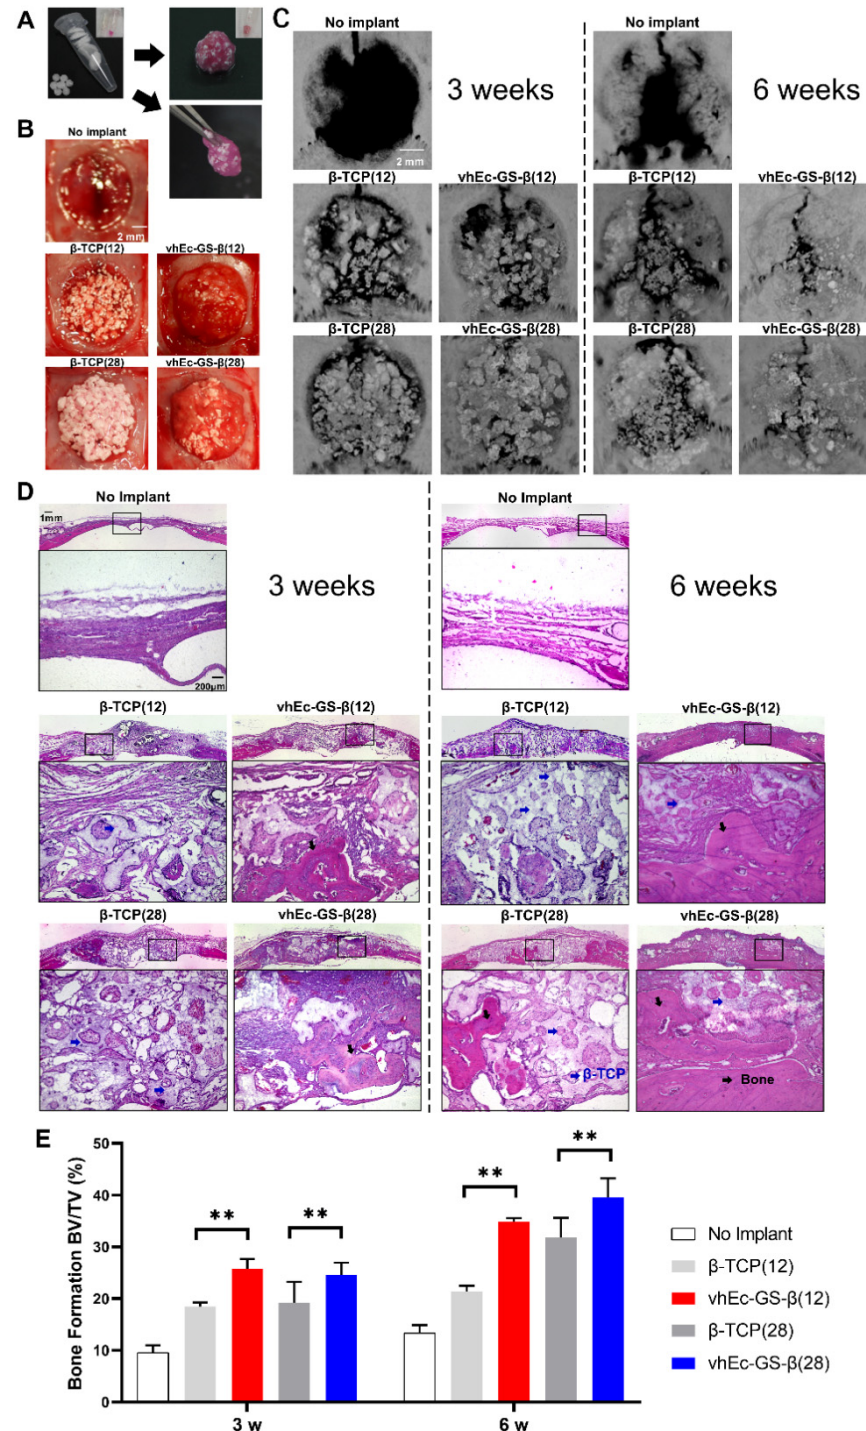 A
B
No implant
2 mm
β-TCP(12)
vhEc-GS-β(12)
β-TCP(28)
vhEc-GS-β(28)
C
No implant
3 weeks
2 mm
No implant
6 weeks
β-TCP(12)
vhEc-GS-β(12)
β-TCP(12)
vhEc-GS-β(12)
β-TCP(28)
vhEc-GS-β(28)
β-TCP(28)
vhEc-GS-β(28)
D
No Implant
1mm
3 weeks
200μm
No Implant
6 weeks
β-TCP(12)
vhEc-GS-β(12)
β-TCP(12)
vhEc-GS-β(12)
β-TCP(28)
vhEc-GS-β(28)
β-TCP(28)
vhEc-GS-β(28)
β-TCP
Bone
E
Bone Formation BV/TV (%)
50
40
30
20
10
0
**
**
**
**
3 w
6 w
No Implant
β-TCP(12)
vhEc-GS-β(12)
β-TCP(28)
vhEc-GS-β(28)